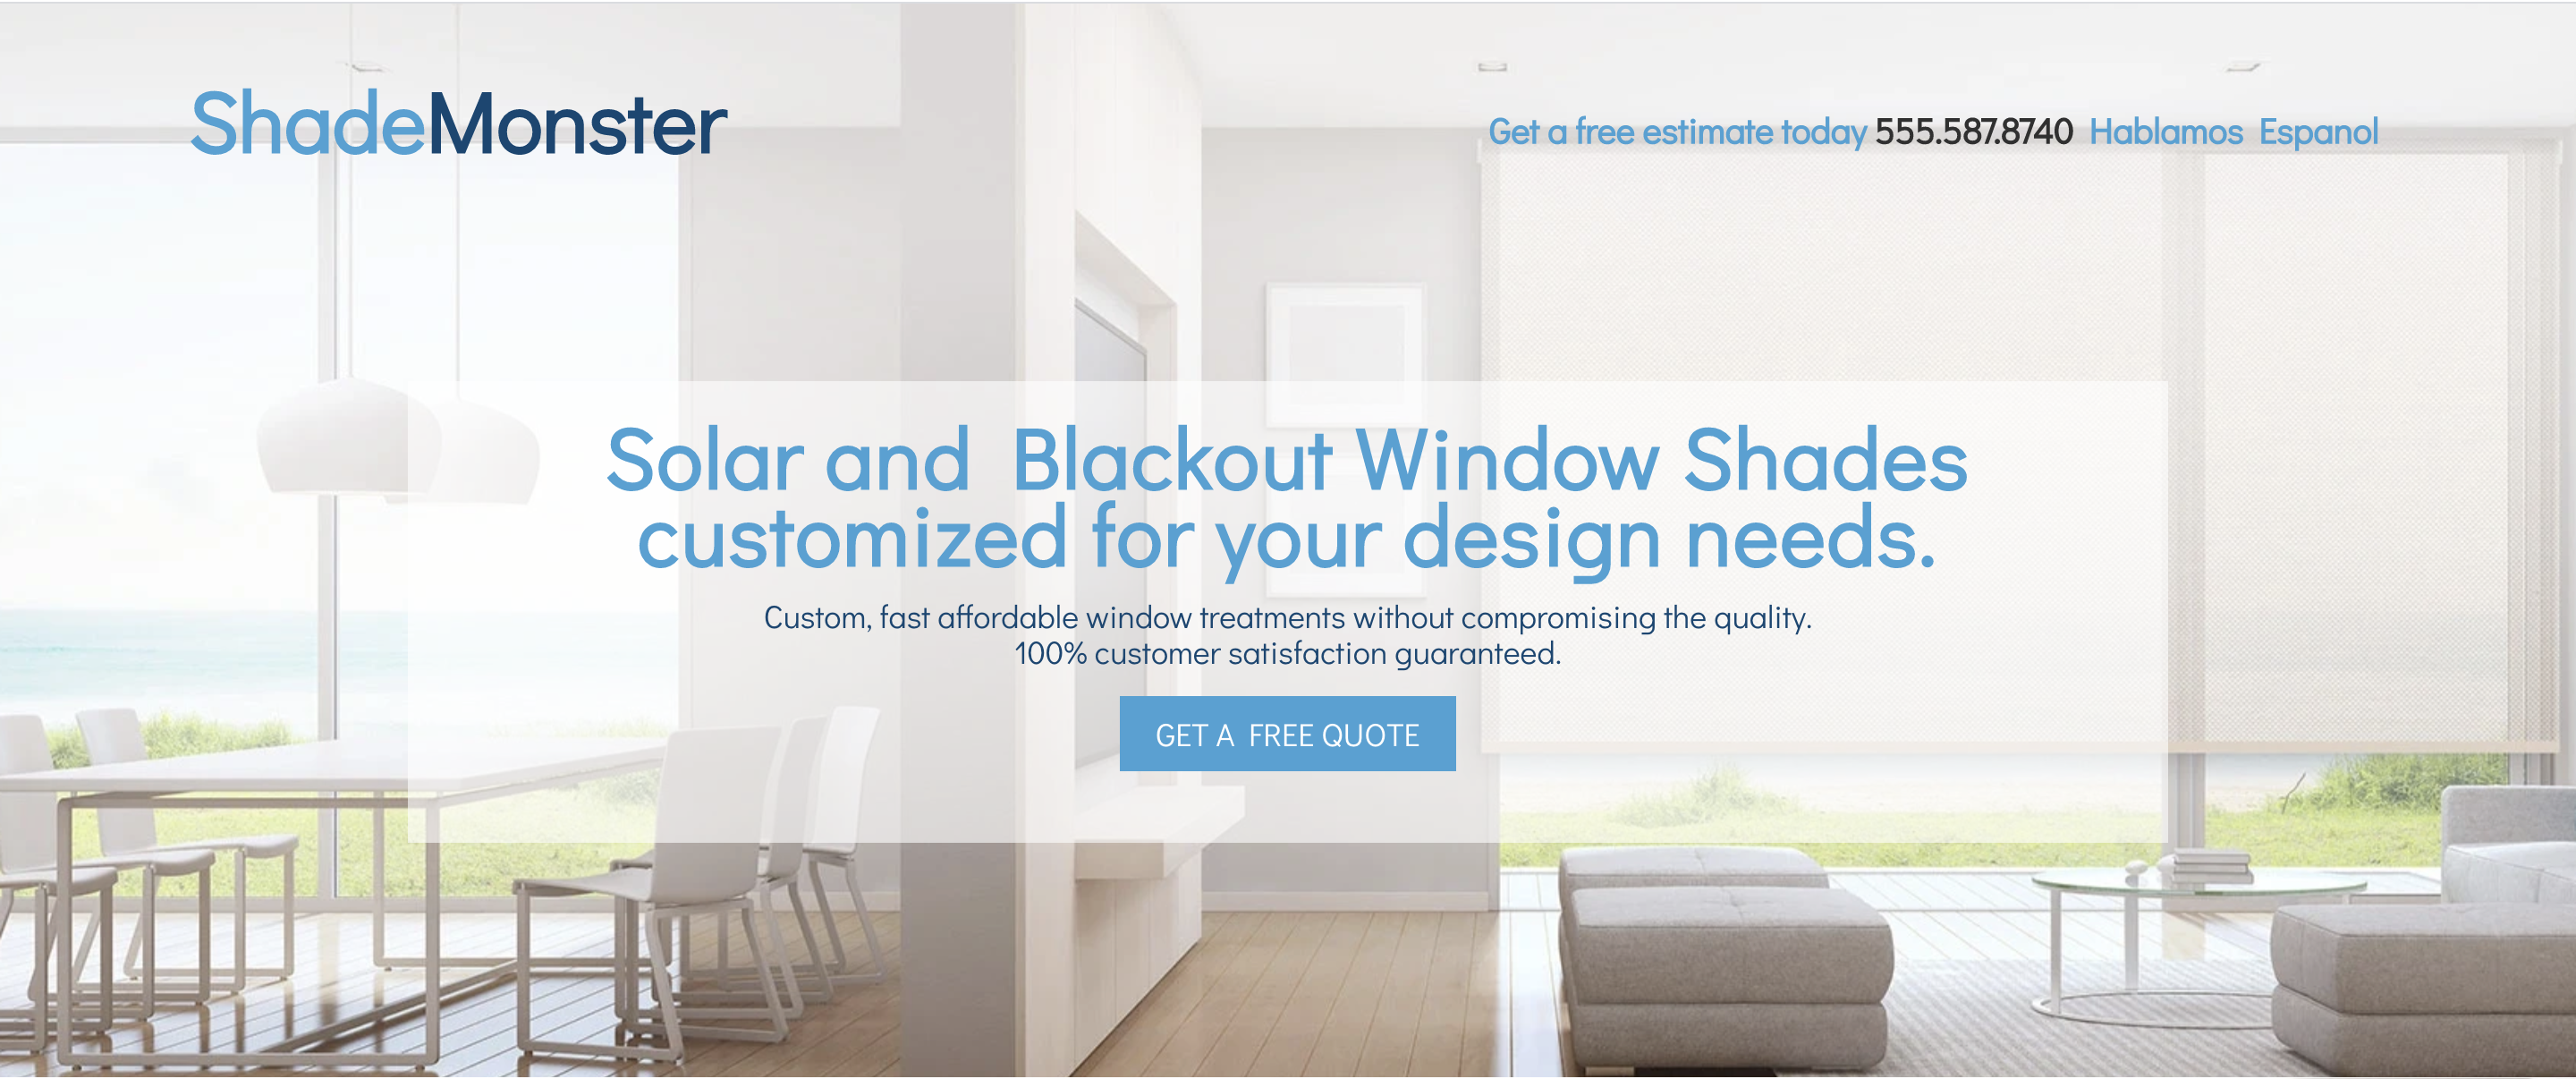 ShadeMonster
Get a free estimate today 555.587.8740 Hablamos Espanol
Solar and Blackout Window Shades
customized for your design needs.
Custom, fast affordable window treatments without compromising the quality.
100% customer satisfaction guaranteed.
GET A FREE QUOTE